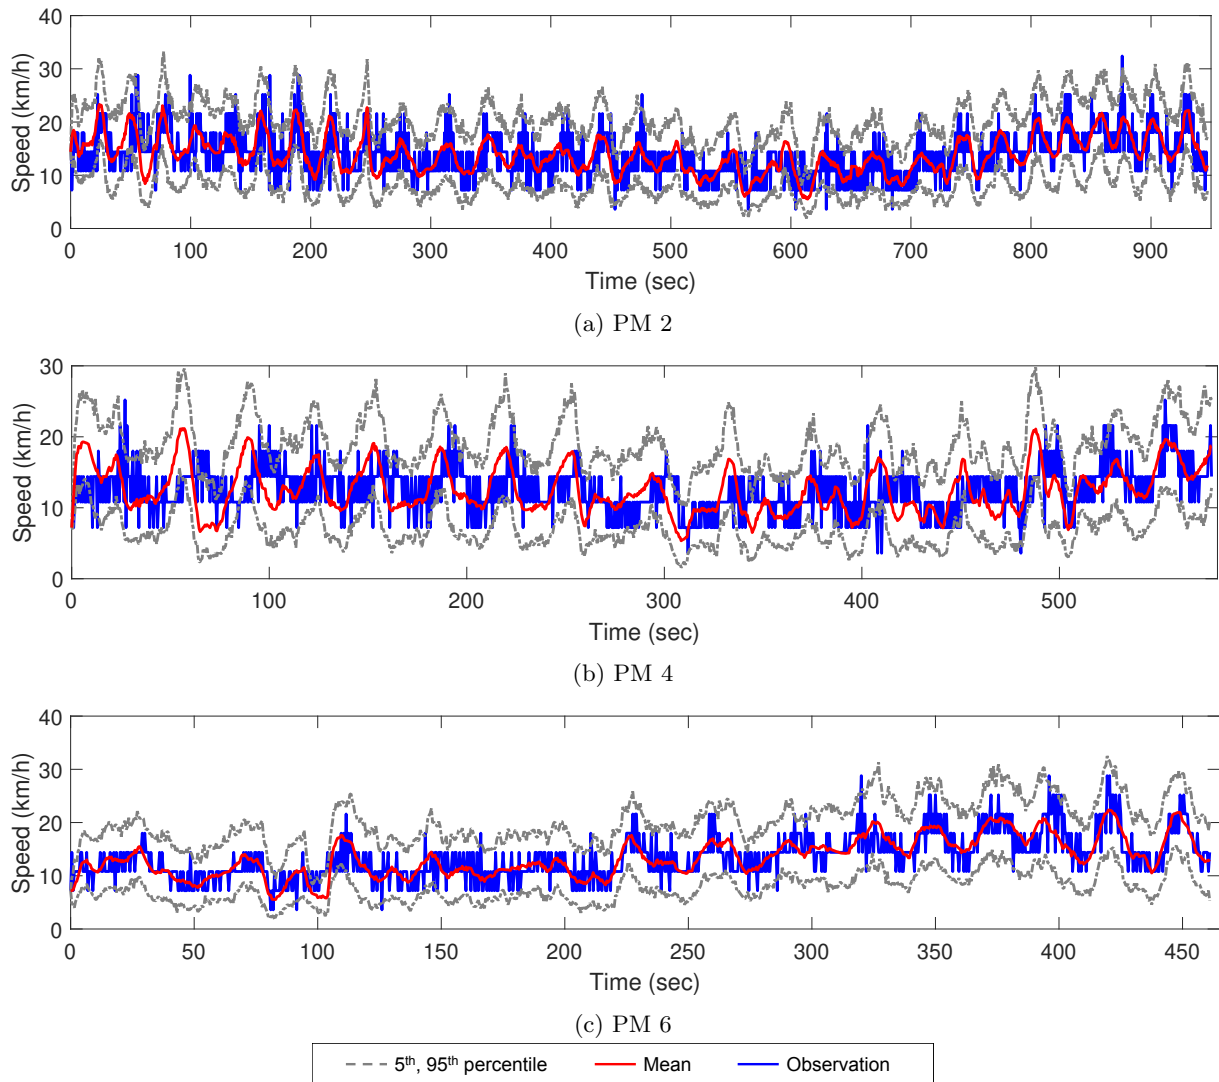 40
30
20
10
0
Speed (km/h)
0 100 200 300 400 500 600 700 800 900
Time (sec)
(a) PM 2
30
20
10
0
Speed (km/h)
0 100 200 300 400 500
Time (sec)
(b) PM 4
40
30
20
10
0
Speed (km/h)
0 50 100 150 200 250 300 350 400 450
Time (sec)
(c) PM 6
5th, 95th percentile Mean Observation